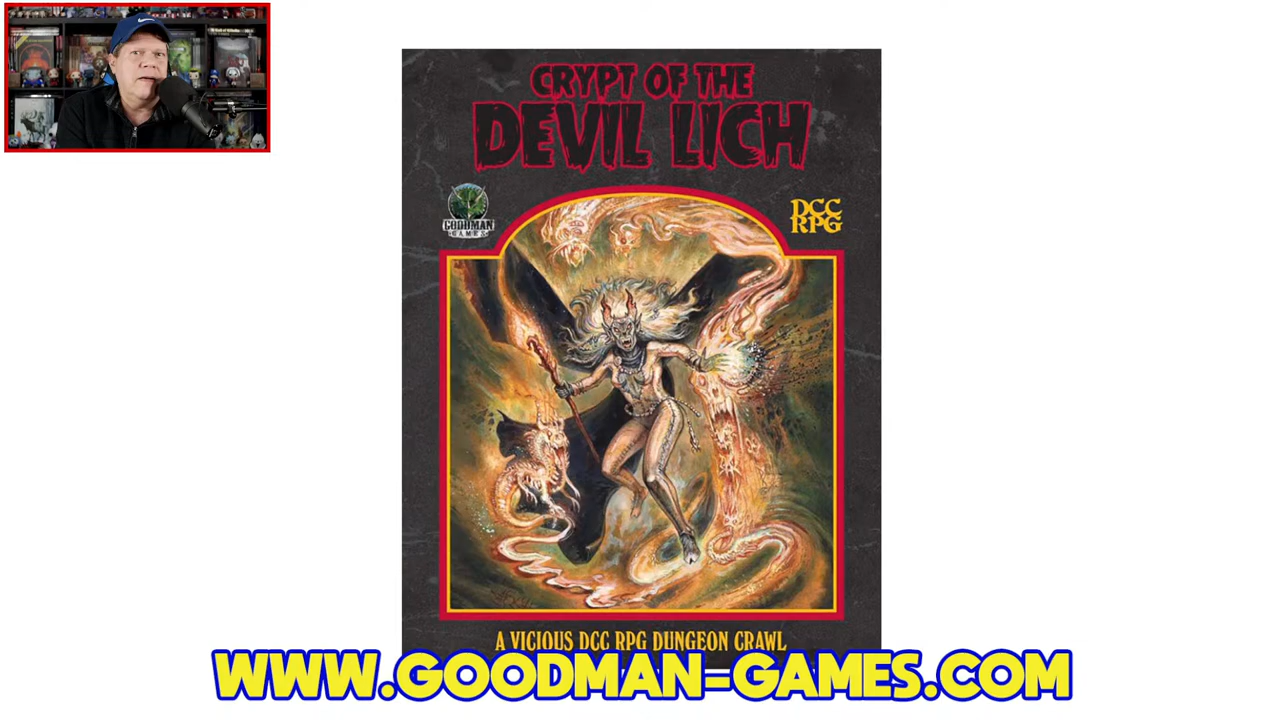 CRYPT OF THE
DEVIL LICH
GOODMAN
GAMES
DCC
RPG
A VICIOUS DCC RPG DUNGEON CRAWL
WWW.GOODMAN-GAMES.COM